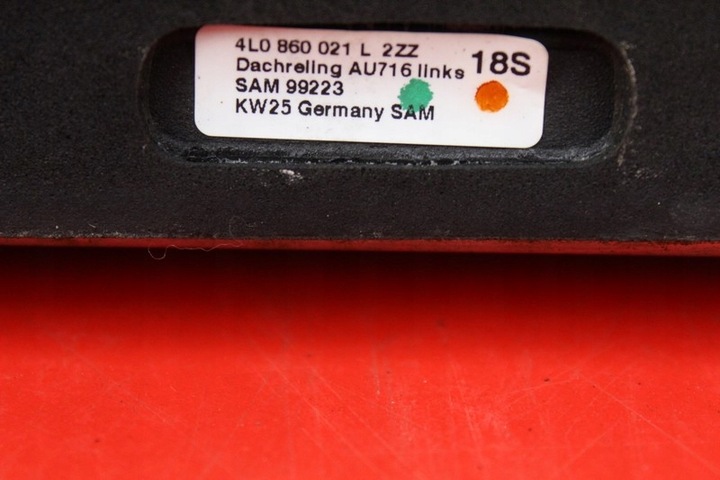 4L0 860 021 L 2ZZ
Dachreling AU716 links 18S
SAM 99223
KW25 Germany SAM